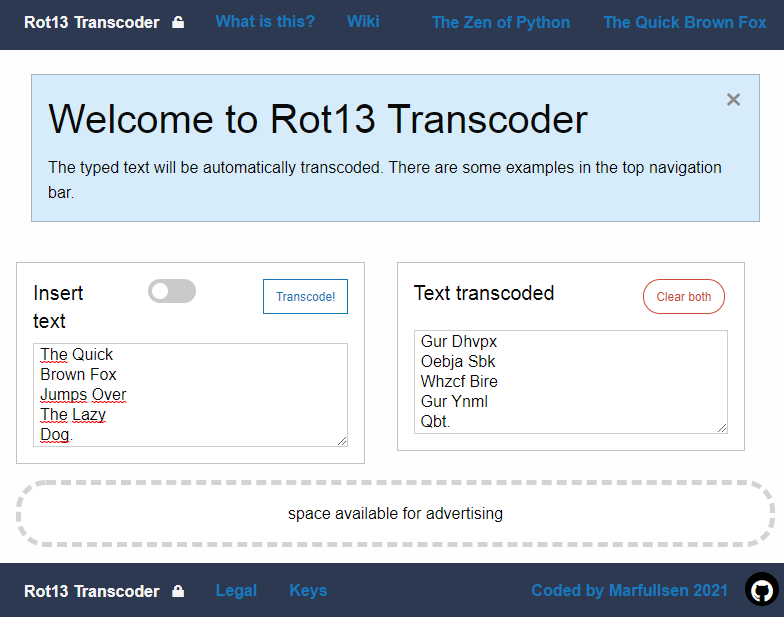 Rot13 Transcoder
What is this?
Wiki
The Zen of Python
The Quick Brown Fox
×
Welcome to Rot13 Transcoder
The typed text will be automatically transcoded. There are some examples in the top navigation
bar.
Insert
text
Transcode!
The Quick
Brown Fox
Jumps Over
The Lazy
Dog.
Text transcoded
Clear both
Gur Dhvpx
Oebja Sbk
Whzcf Bire
Gur Ynml
Qbt.
space available for advertising
Rot13 Transcoder
Legal
Keys
Coded by Marfullsen 2021